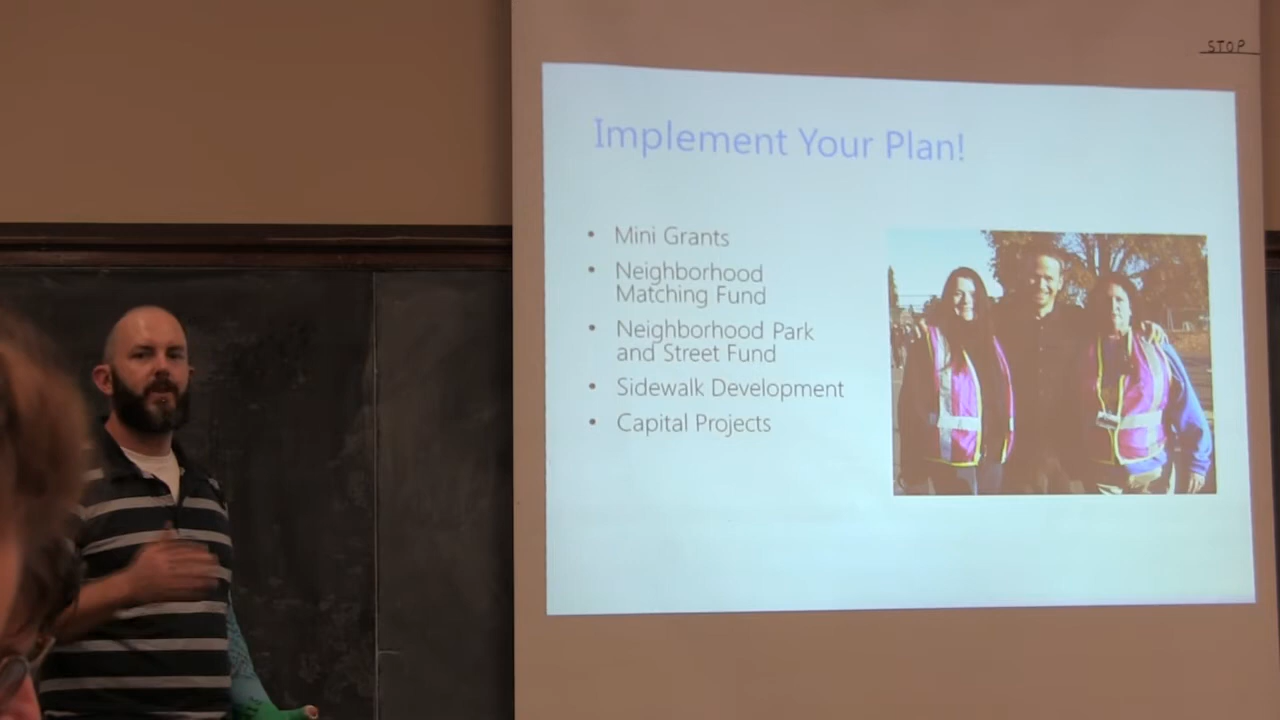 STOP
Implement Your Plan!
• Mini Grants
• Neighborhood
Matching Fund
• Neighborhood Park
and Street Fund
• Sidewalk Development
• Capital Projects